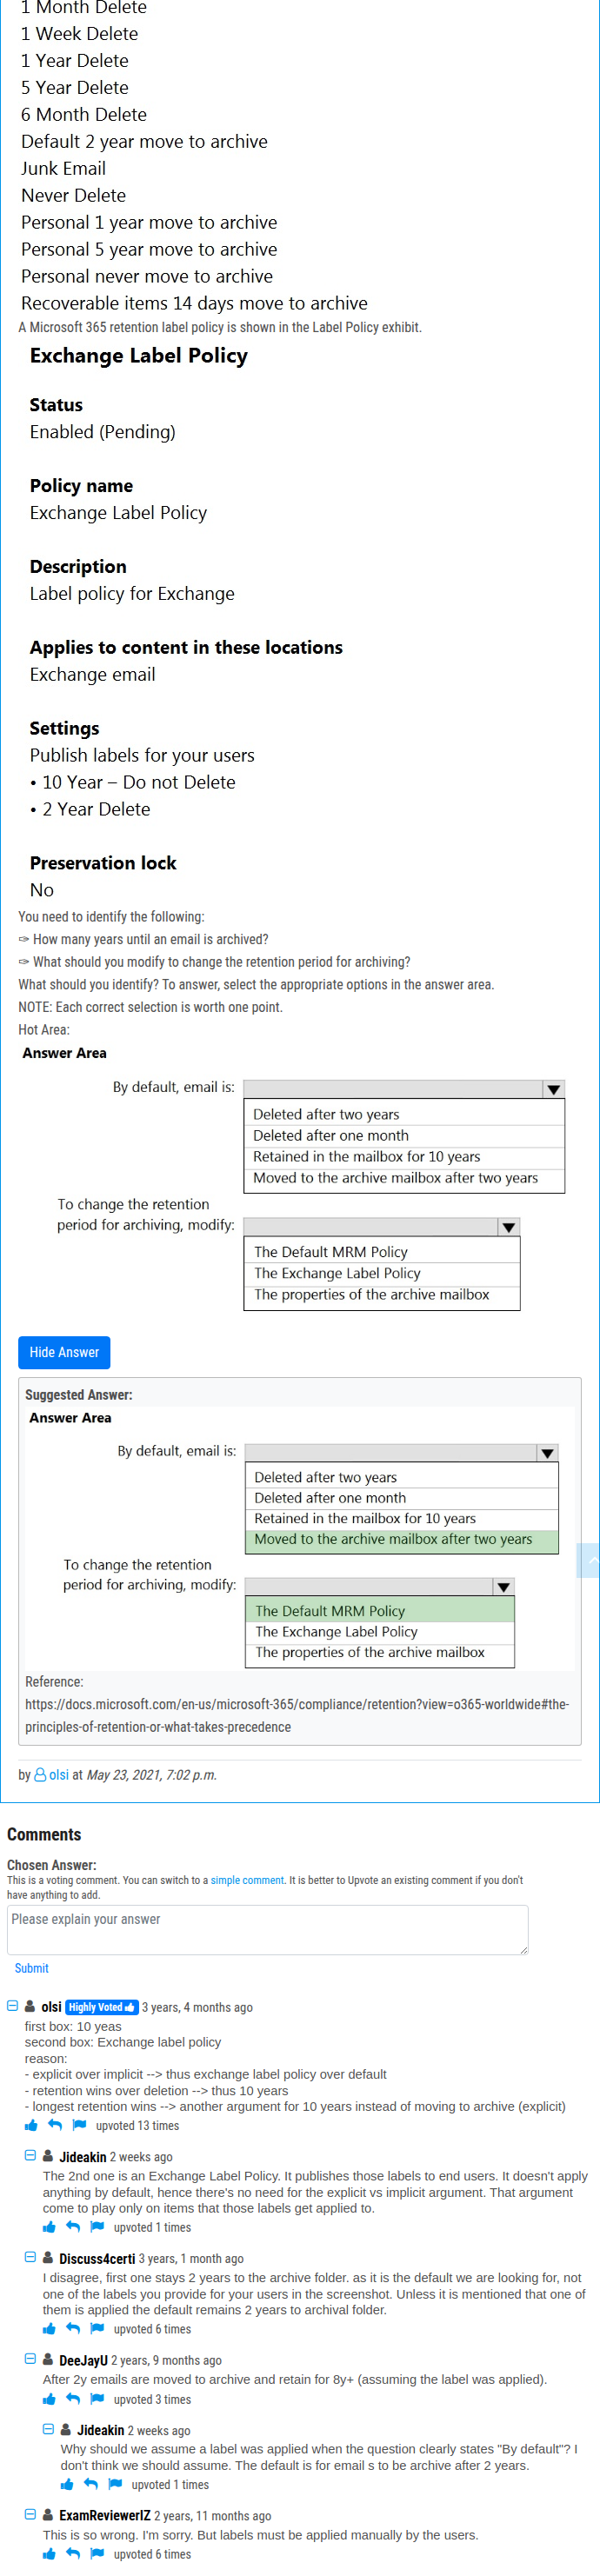 1 Month Delete
1 Week Delete
1 Year Delete
5 Year Delete
6 Month Delete
Default 2 year move to archive
Junk Email
Never Delete
Personal 1 year move to archive
Personal 5 year move to archive
Personal never move to archive
Recoverable items 14 days move to archive
A Microsoft 365 retention label policy is shown in the Label Policy exhibit.
Exchange Label Policy
Status
Enabled (Pending)
Policy name
Exchange Label Policy
Description
Label policy for Exchange
Applies to content in these locations
Exchange email
Settings
Publish labels for your users
• 10 Year – Do not Delete
• 2 Year Delete
Preservation lock
No
You need to identify the following:
✑ How many years until an email is archived?
✑ What should you modify to change the retention period for archiving?
What should you identify? To answer, select the appropriate options in the answer area.
NOTE: Each correct selection is worth one point.
Hot Area:
Answer Area
By default, email is:
Deleted after two years
Deleted after one month
Retained in the mailbox for 10 years
Moved to the archive mailbox after two years
To change the retention
period for archiving, modify:
The Default MRM Policy
The Exchange Label Policy
The properties of the archive mailbox
Hide Answer
Suggested Answer:
Answer Area
By default, email is:
Deleted after two years
Deleted after one month
Retained in the mailbox for 10 years
Moved to the archive mailbox after two years
To change the retention
period for archiving, modify:
The Default MRM Policy
The Exchange Label Policy
The properties of the archive mailbox
Reference:
https://docs.microsoft.com/en-us/microsoft-365/compliance/retention?view=o365-worldwide#the-
principles-of-retention-or-what-takes-precedence
by olsi at May 23, 2021, 7:02 p.m.
Comments
Chosen Answer:
This is a voting comment. You can switch to a simple comment. It is better to Upvote an existing comment if you don't
have anything to add.
Please explain your answer
Submit
olsi Highly Voted 3 years, 4 months ago
first box: 10 yeas
second box: Exchange label policy
reason:
- explicit over implicit --> thus exchange label policy over default
- retention wins over deletion --> thus 10 years
- longest retention wins --> another argument for 10 years instead of moving to archive (explicit)
upvoted 13 times
Jideakin 2 weeks ago
The 2nd one is an Exchange Label Policy. It publishes those labels to end users. It doesn't apply
anything by default, hence there's no need for the explicit vs implicit argument. That argument
come to play only on items that those labels get applied to.
upvoted 1 times
Discuss4certi 3 years, 1 month ago
I disagree, first one stays 2 years to the archive folder. as it is the default we are looking for, not
one of the labels you provide for your users in the screenshot. Unless it is mentioned that one of
them is applied the default remains 2 years to archival folder.
upvoted 6 times
DeeJayU 2 years, 9 months ago
After 2y emails are moved to archive and retain for 8y+ (assuming the label was applied).
upvoted 3 times
Jideakin 2 weeks ago
Why should we assume a label was applied when the question clearly states "By default"? I
don't think we should assume. The default is for email s to be archive after 2 years.
upvoted 1 times
ExamReviewerIZ 2 years, 11 months ago
This is so wrong. I'm sorry. But labels must be applied manually by the users.
upvoted 6 times